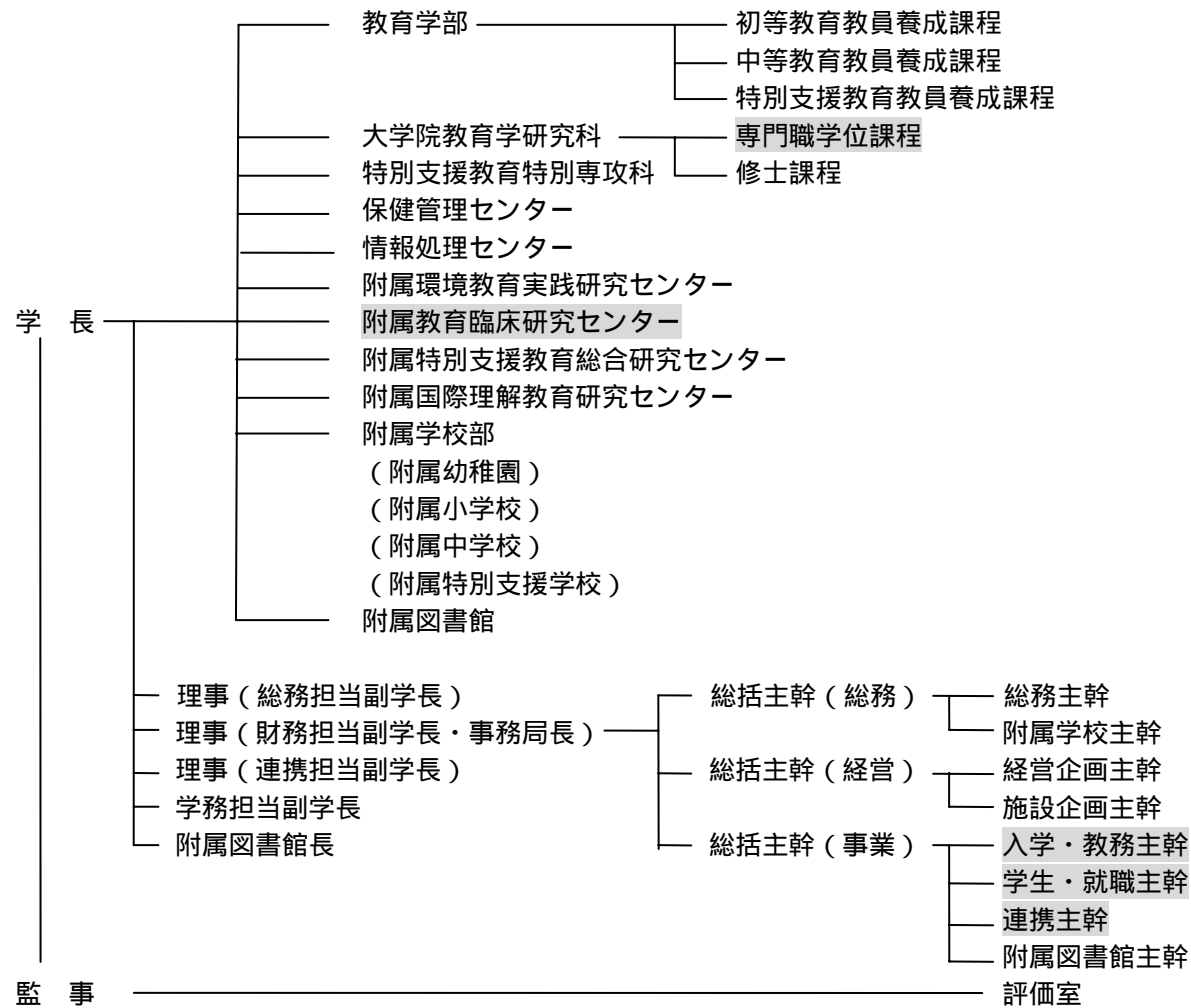 教育学部 初等教育教員養成課程
中等教育教員養成課程
特別支援教育教員養成課程
大学院教育学研究科 専門職学位課程
特別支援教育特別専攻科 修士課程
保健管理センター
情報処理センター
附属環境教育実践研究センター
学 長 附属教育臨床研究センター
附属特別支援教育総合研究センター
附属国際理解教育研究センター
附属学校部
(附属幼稚園)
(附属小学校)
(附属中学校)
(附属特別支援学校)
附属図書館
理事(総務担当副学長) 総括主幹(総務) 総務主幹
理事(財務担当副学長・事務局長) 附属学校主幹
理事(連携担当副学長) 総括主幹(経営) 経営企画主幹
学務担当副学長 施設企画主幹
附属図書館長 総括主幹(事業) 入学・教務主幹
学生・就職主幹
連携主幹
附属図書館主幹
監 事 評価室